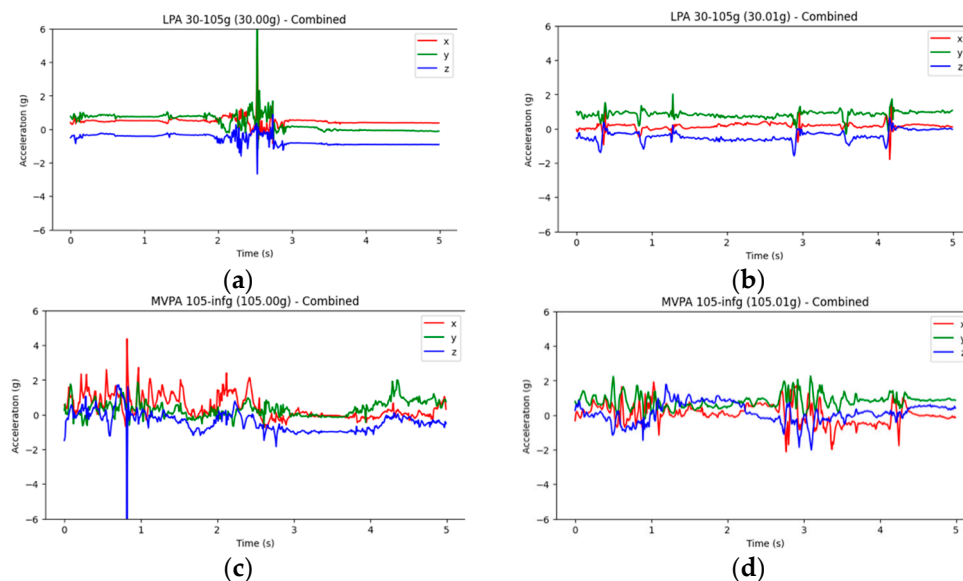 LPA 30-105g (30.00g) - Combined
LPA 30-105g (30.01g) - Combined
6
4
2
0
−2
−4
−6
Acceleration (g)
x
y
z
0 1 2 3 4 5
Time (s)
(a)
6
4
2
0
−2
−4
−6
Acceleration (g)
x
y
z
0 1 2 3 4 5
Time (s)
(b)
MVPA 105-infg (105.00g) - Combined
MVPA 105-infg (105.01g) - Combined
6
4
2
0
−2
−4
−6
Acceleration (g)
x
y
z
0 1 2 3 4 5
Time (s)
(c)
6
4
2
0
−2
−4
−6
Acceleration (g)
x
y
z
0 1 2 3 4 5
Time (s)
(d)